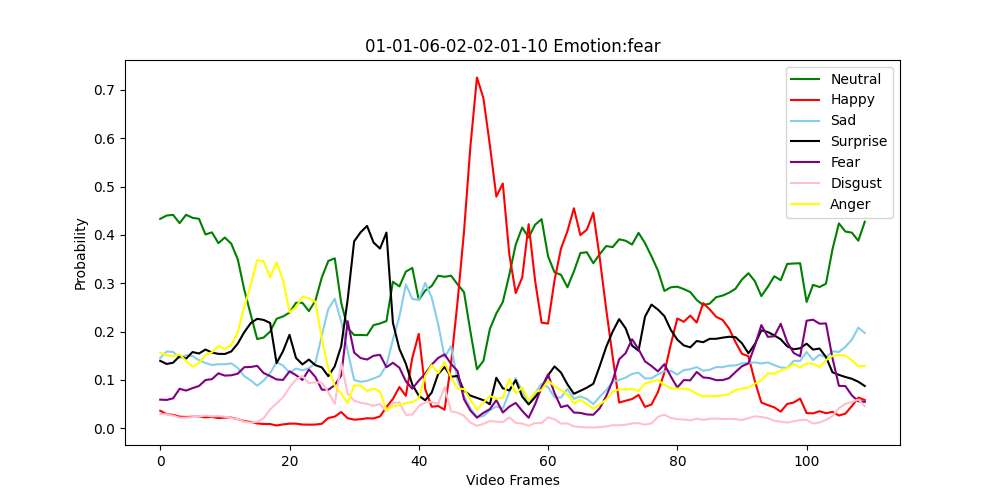 01-01-06-02-02-01-10 Emotion:fear
Probability
0.7
0.6
0.5
0.4
0.3
0.2
0.1
0.0
Neutral
Happy
Sad
Surprise
Fear
Disgust
Anger
0 20 40 60 80 100
Video Frames